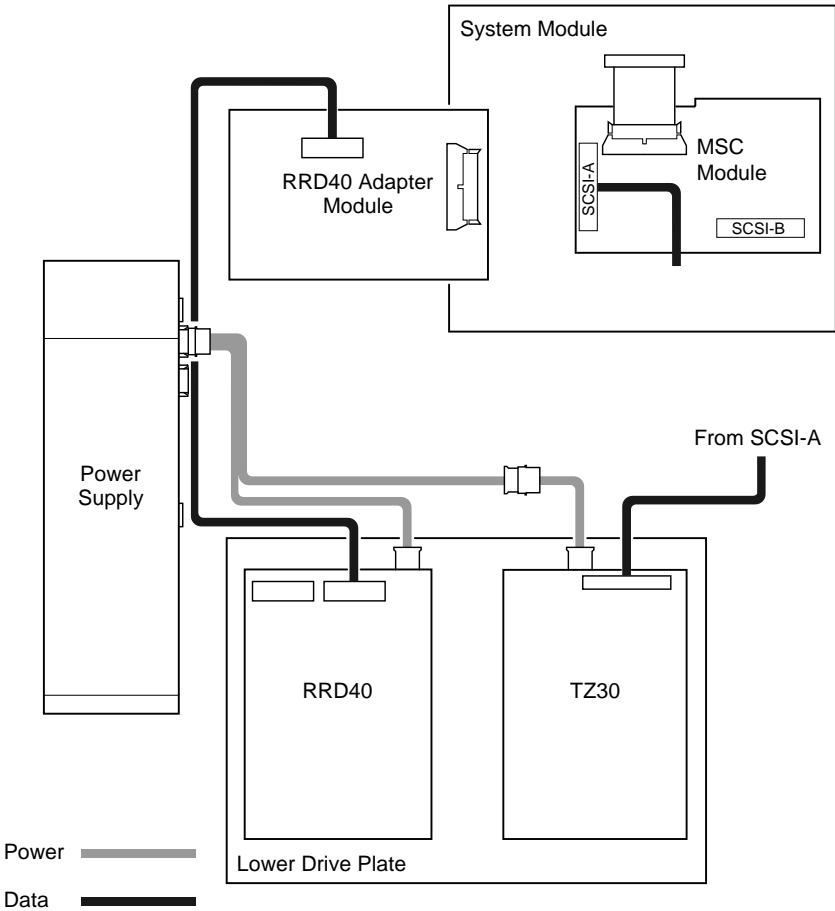 System Module
MSC
Module
SCSI-A
SCSI-B
RRD40 Adapter
Module
From SCSI-A
Power
Supply
RRD40
TZ30
Lower Drive Plate
Power
Data